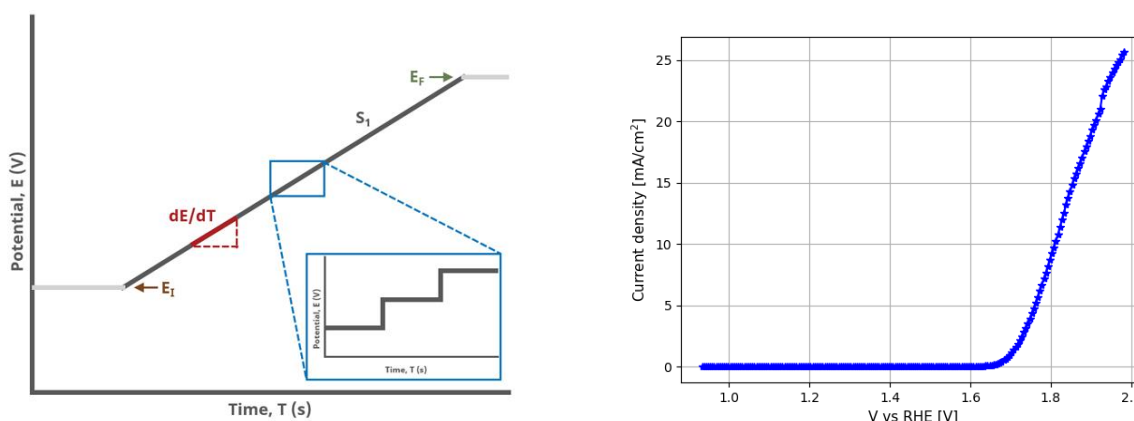 Potential, E (V)
E_F
S_1
dE/dT
E_I
Potential, E (V)
Time, T (s)
Time, T (s)
Current density [mA/cm²]
25
20
15
10
5
0
1.0 1.2 1.4 1.6 1.8 2.
V vs RHE [V]